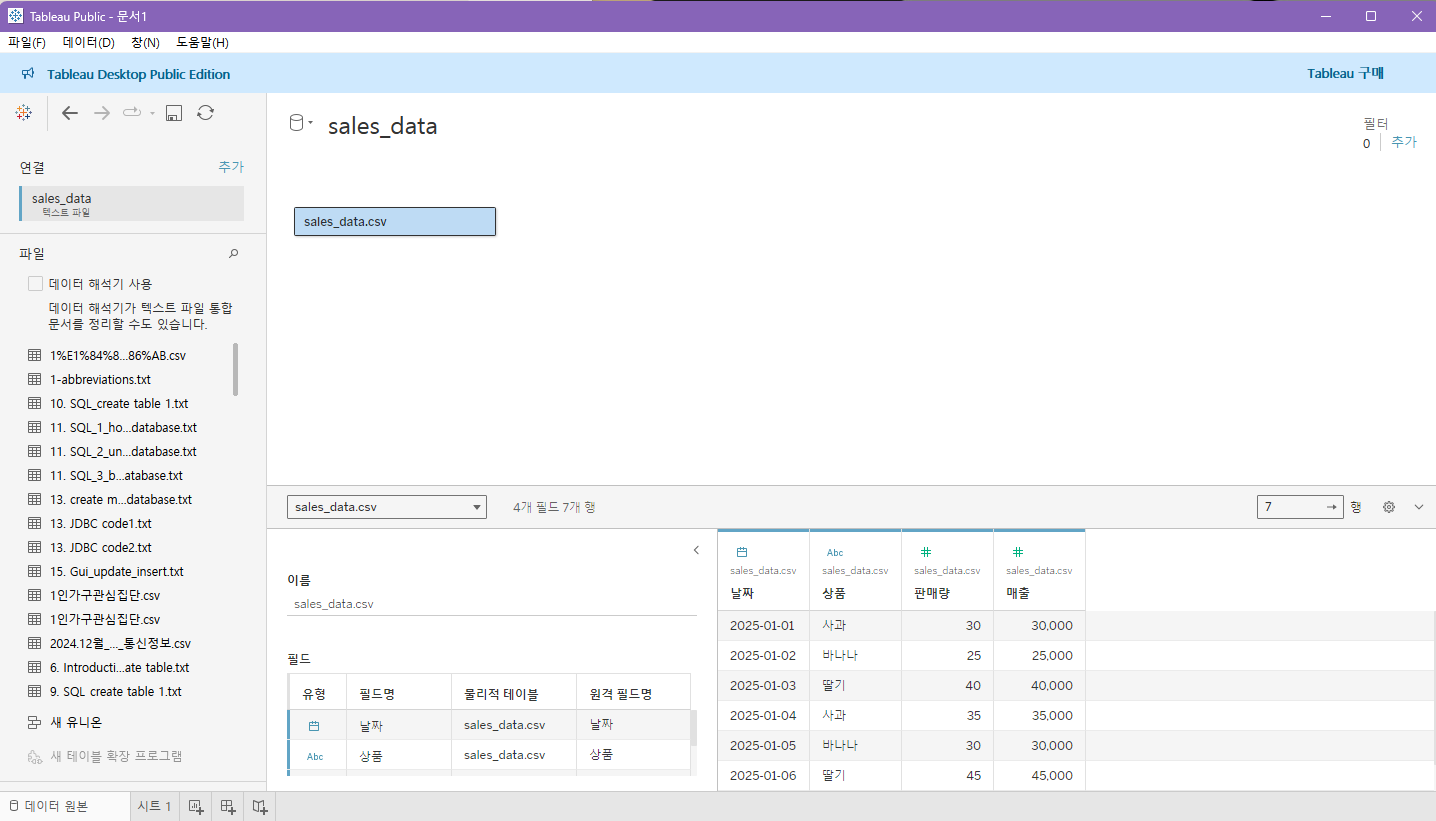 Tableau Public - 문서1
파일(F) 데이터(D) 창(N) 도움말(H)
Tableau Desktop Public Edition
Tableau 구매
연결 추가
sales_data
텍스트 파일
파일
데이터 해석기 사용
데이터 해석기가 텍스트 파일 통합
문서를 정리할 수도 있습니다.
1%E1%84%8...86%AB.csv
1-abbreviations.txt
10. SQL_create table 1.txt
11. SQL_1_ho...database.txt
11. SQL_2_un...database.txt
11. SQL_3_b...atabase.txt
13. create m...database.txt
13. JDBC code1.txt
13. JDBC code2.txt
15. Gui_update_insert.txt
1인가구관심집단.csv
1인가구관심집단.csv
2024.12월_..._통신정보.csv
6. Introducti...ate table.txt
9. SQL create table 1.txt
새 유니온
새 테이블 확장 프로그램
sales_data
필터
0 추가
sales_data.csv
sales_data.csv 4개 필드 7개 행 7 행
이름
sales_data.csv
필드
유형 필드명 물리적 테이블 원격 필드명
날짜 sales_data.csv 날짜
Abc 상품 sales_data.csv 상품
Abc
sales_data.csv sales_data.csv sales_data.csv sales_data.csv
날짜 상품 판매량 매출
2025-01-01 사과 30 30,000
2025-01-02 바나나 25 25,000
2025-01-03 딸기 40 40,000
2025-01-04 사과 35 35,000
2025-01-05 바나나 30 30,000
2025-01-06 딸기 45 45,000
데이터 원본 시트 1